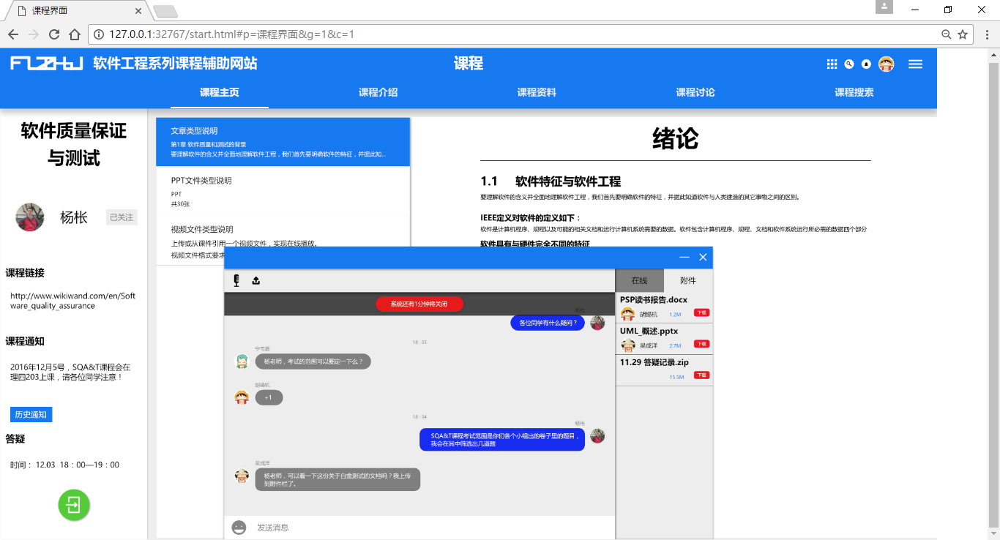 课程界面
127.0.0.1:32767/start.html#p=课程界面&g=1&c=1
软件工程系列课程辅助网站
课程
课程主页
课程介绍
课程资料
课程讨论
课程搜索
软件质量保证
与测试
杨枨
已关注
课程链接
http://www.wikiwand.com/en/Soft
ware_quality_assurance
课程通知
2016年12月5号，SQA&T课程会在
理四203上课，请各位同学注意！
历史通知
答疑
时间： 12.03 18：00—19：00
文章类型说明
第1章 软件质量和测试的背景
要理解软件的含义并全面地理解软件工程，我们首先要明确软件的特征，并据此知...
PPT文件类型说明
PPT
共30张
视频文件类型说明
上传或从课件引用一个视频文件，实现在线播放。
视频文件格式要求
绪论
1.1 软件特征与软件工程
要理解软件的含义并全面地理解软件工程，我们首先要明确软件的特征，并据此知道软件与人类建造的其它事物之间的区别。
IEEE定义对软件的定义如下：
软件是计算机程序、规程以及可能的相关文档和运行计算机系统需要的数据。软件包含计算机程序、规程、文档和软件系统运行所必需的数据四个部分
软件具有与硬件完全不同的特征
系统还有1分钟将关闭
杨枨
各位同学有什么疑问？
18：03
杨老师，考试的范围可以圈定一下么？
胡锡杭
+1
18：04
杨枨
SQA&T课程考试范围是你们各个小组出的卷子里的题目，
我会在其中筛选出几道题
吴成洋
杨老师，可以看一下这份关于白盒测试的文档吗？我上传
到附件栏了。
发送消息
在线
附件
PSP读书报告.docx
胡锡杭 1.2M 下载
UML_概述.pptx
吴成洋 2.7M 下载
11.29 答疑记录.zip
15.5M 下载